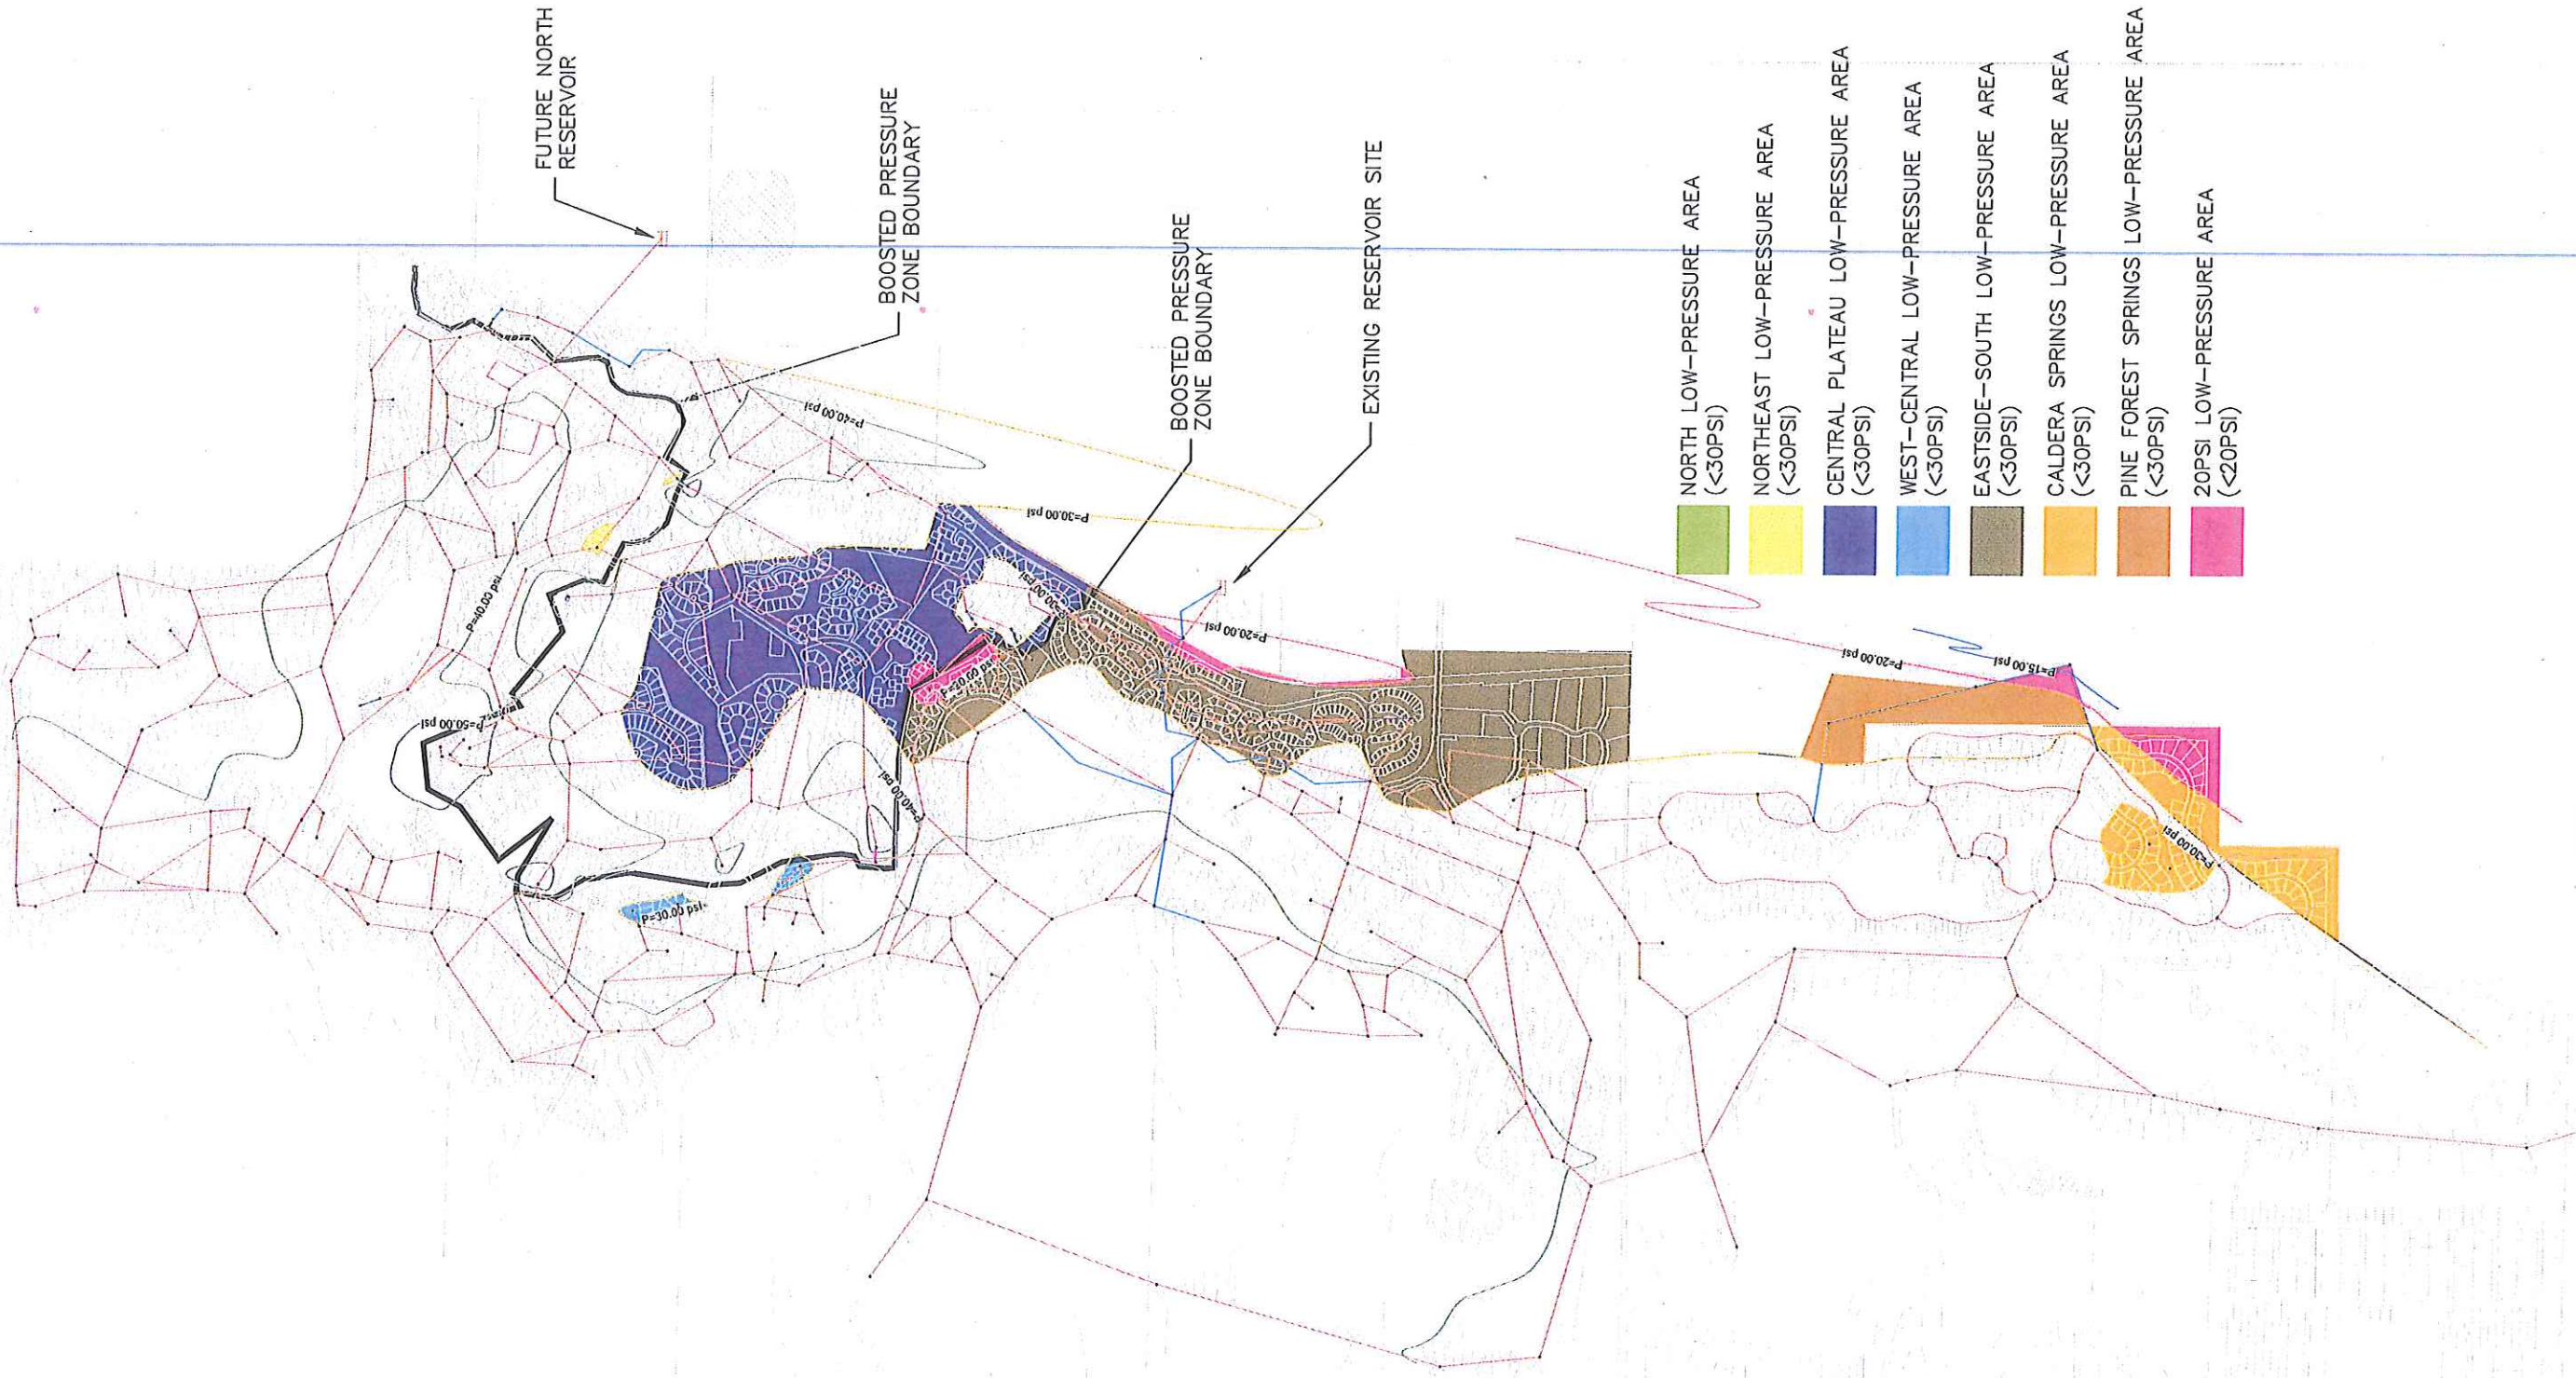 FUTURE NORTH
RESERVOIR
BOOSTED PRESSURE
ZONE BOUNDARY
BOOSTED PRESSURE
ZONE BOUNDARY
EXISTING RESERVOIR SITE
P=40.00 psi
P=40.00 psi
P=50.00 psi
P=30.00 psi
P=30.00 psi
P=20.00 psi
P=40.00 psi
P=30.00 psi
P=20.00 psi
P=20.00 psi
P=15.00 psi
P=30.00 psi
NORTH LOW-PRESSURE AREA
(<30PSI)
NORTHEAST LOW-PRESSURE AREA
(<30PSI)
CENTRAL PLATEAU LOW-PRESSURE AREA
(<30PSI)
WEST-CENTRAL LOW-PRESSURE AREA
(<30PSI)
EASTSIDE-SOUTH LOW-PRESSURE AREA
(<30PSI)
CALDERA SPRINGS LOW-PRESSURE AREA
(<30PSI)
PINE FOREST SPRINGS LOW-PRESSURE AREA
(<30PSI)
20PSI LOW-PRESSURE AREA
(<20PSI)